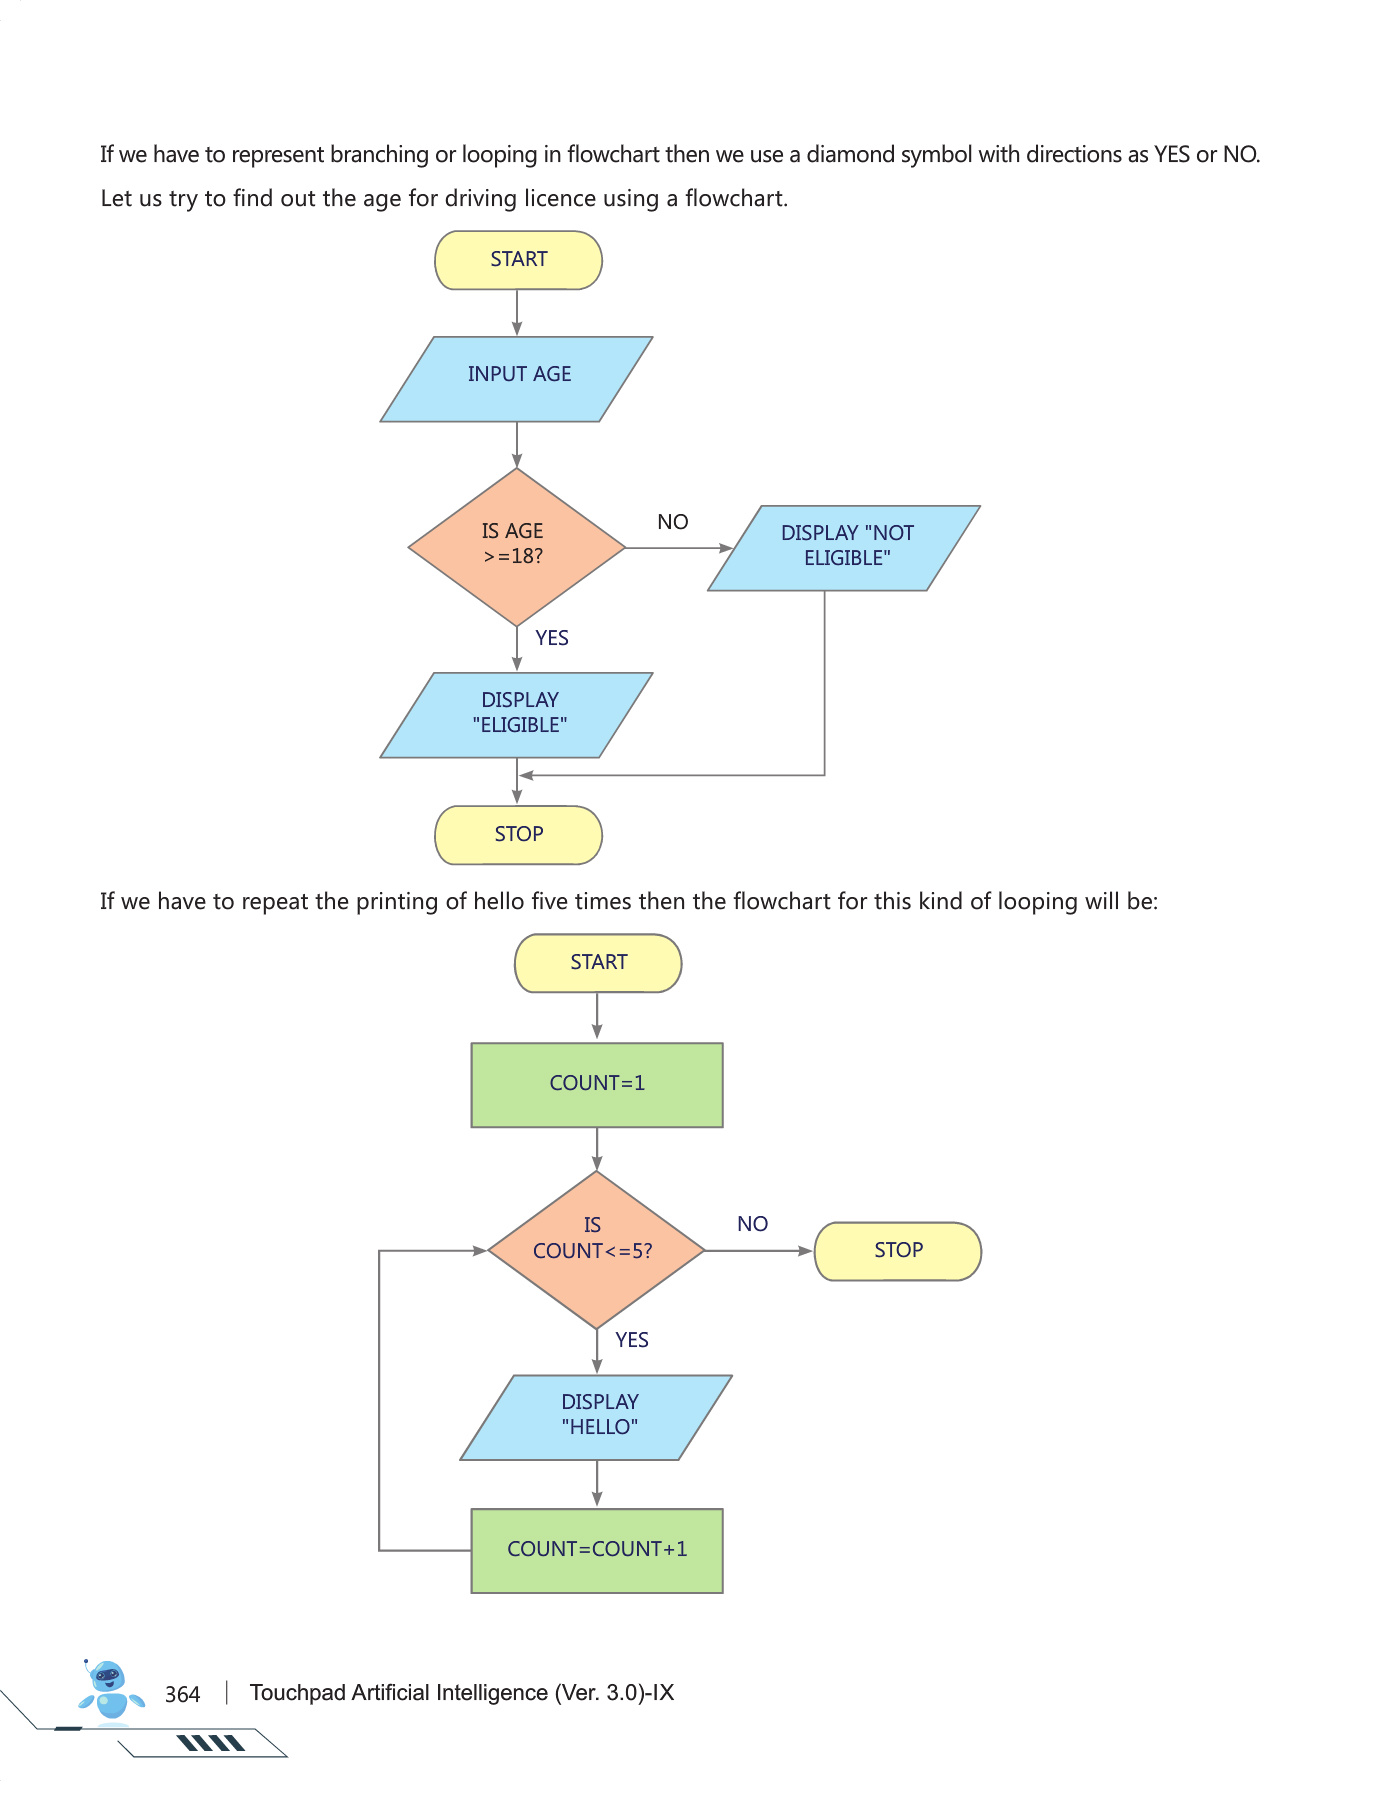 If we have to represent branching or looping in flowchart then we use a diamond symbol with directions as YES or NO.
Let us try to find out the age for driving licence using a flowchart.
START
INPUT AGE
IS AGE
>=18?
NO
DISPLAY "NOT
ELIGIBLE"
YES
DISPLAY
"ELIGIBLE"
STOP
If we have to repeat the printing of hello five times then the flowchart for this kind of looping will be:
START
COUNT=1
IS
COUNT<=5?
NO
STOP
YES
DISPLAY
"HELLO"
COUNT=COUNT+1
364
Touchpad Artificial Intelligence (Ver. 3.0)-IX